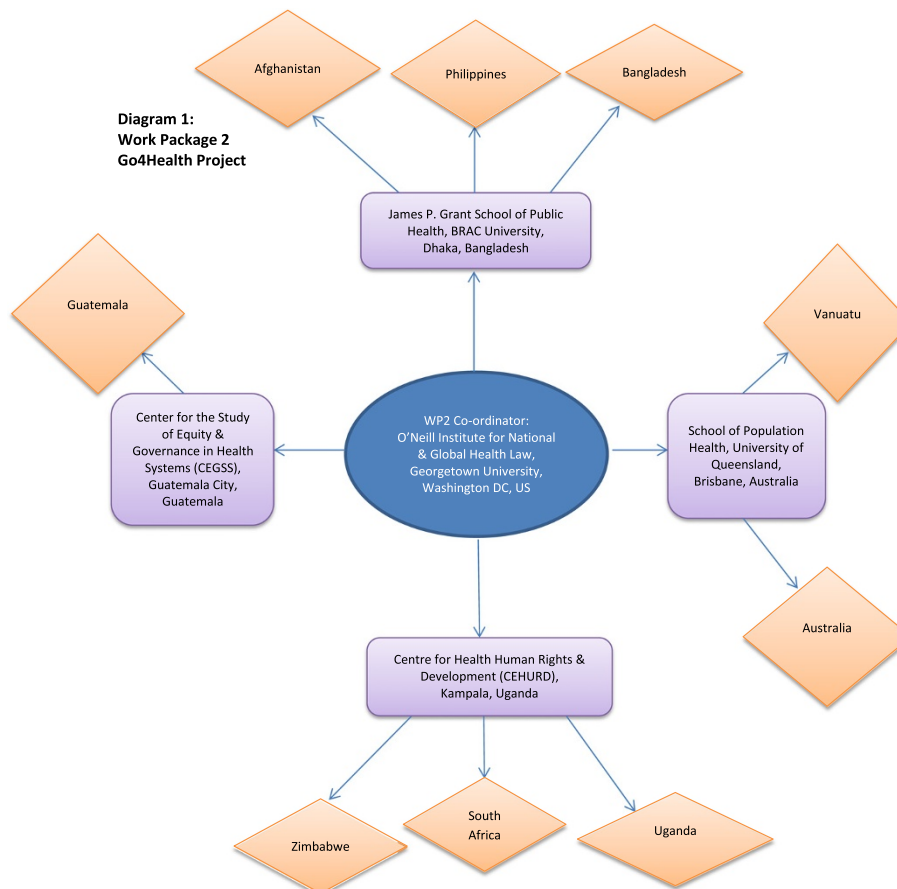 Afghanistan
Philippines
Bangladesh
Diagram 1:
Work Package 2
Go4Health Project
James P. Grant School of Public
Health, BRAC University,
Dhaka, Bangladesh
Guatemala
Vanuatu
Center for the Study
of Equity &
Governance in Health
Systems (CEGSS),
Guatemala City,
Guatemala
WP2 Co-ordinator:
O’Neill Institute for National
& Global Health Law,
Georgetown University,
Washington DC, US
School of Population
Health, University of
Queensland,
Brisbane, Australia
Australia
Centre for Health Human Rights &
Development (CEHURD),
Kampala, Uganda
Zimbabwe
South
Africa
Uganda